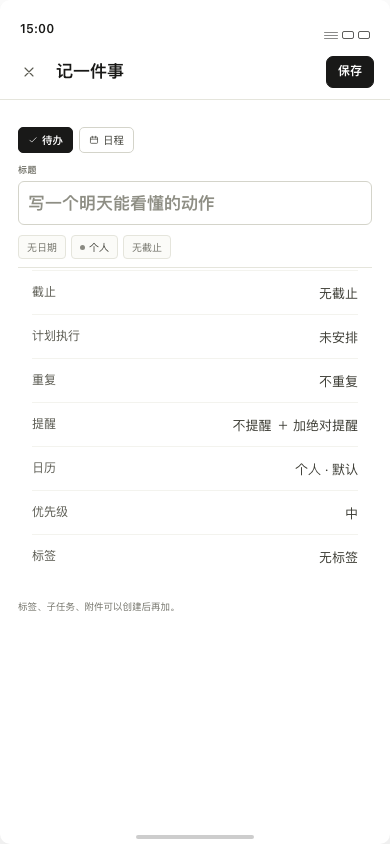 15:00
记一件事
保存
待办
日程
标题
写一个明天能看懂的动作
无日期
个人
无截止
截止 无截止
计划执行 未安排
重复 不重复
提醒 不提醒 ＋ 加绝对提醒
日历 个人 · 默认
优先级 中
标签 无标签
标签、子任务、附件可以创建后再加。